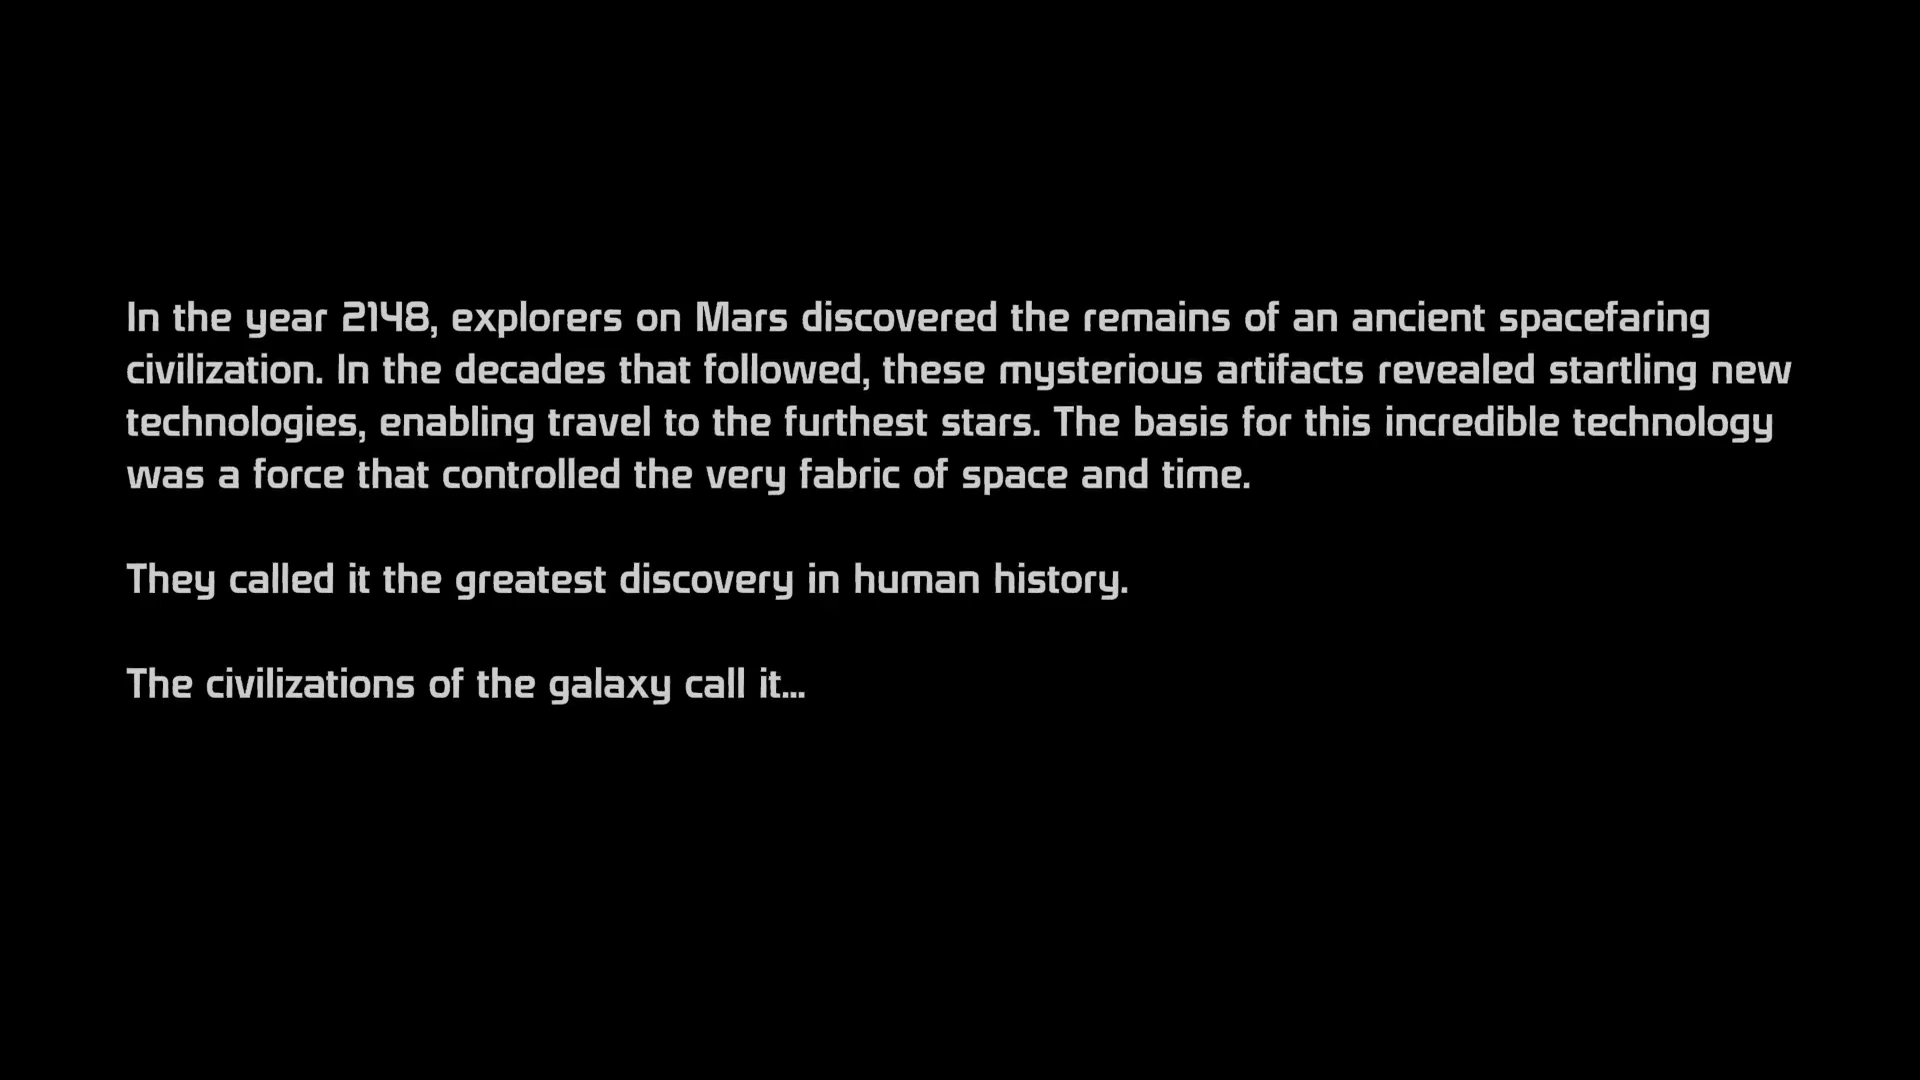 In the year 2148, explorers on Mars discovered the remains of an ancient spacefaring
civilization. In the decades that followed, these mysterious artifacts revealed startling new
technologies, enabling travel to the furthest stars. The basis for this incredible technology
was a force that controlled the very fabric of space and time.
They called it the greatest discovery in human history.
The civilizations of the galaxy call it...